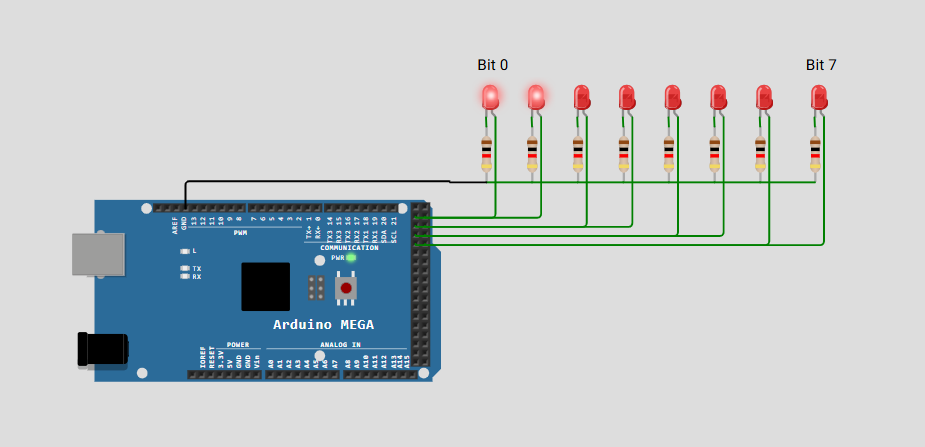 Bit 0
Bit 7
AREF
GND
13
12
11
10
9
8
7
6
5
4
3
2
TX→ 1
RX← 0
TX3 14
RX3 15
TX2 16
RX2 17
TX1 18
RX1 19
SDA 20
SCL 21
PWM
COMMUNICATION
L
PWR
TX
RX
Arduino MEGA
POWER
ANALOG IN
IOREF
RESET
3.3V
5V
GND
GND
Vin
A0
A1
A2
A3
A4
A5
A6
A7
A8
A9
A10
A11
A12
A13
A14
A15